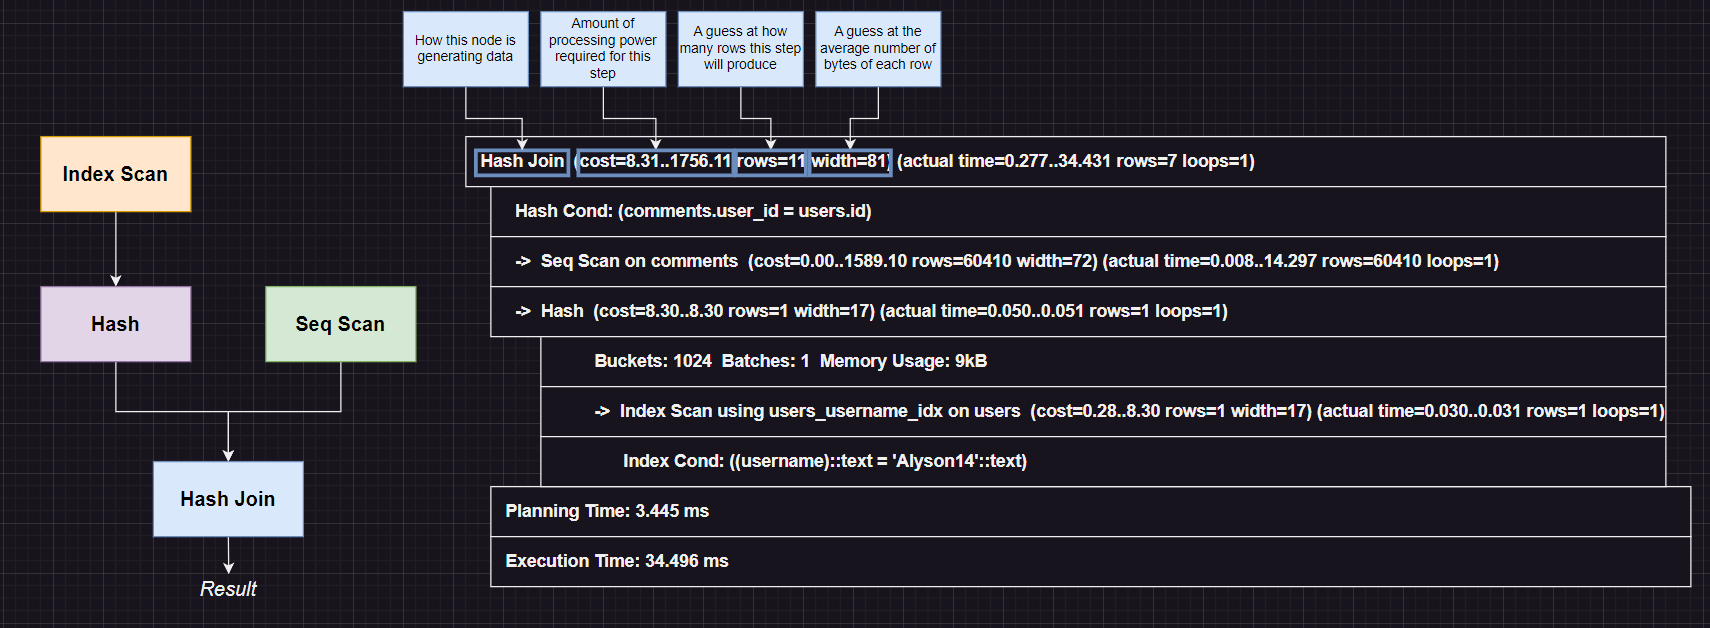 How this node is
generating data
Amount of
processing power
required for this
step
A guess at how
many rows this step
will produce
A guess at the
average number of
bytes of each row
Index Scan
Hash
Seq Scan
Hash Join
Result
Hash Join (cost=8.31..1756.11 rows=11 width=81) (actual time=0.277..34.431 rows=7 loops=1)
Hash Cond: (comments.user_id = users.id)
-> Seq Scan on comments (cost=0.00..1589.10 rows=60410 width=72) (actual time=0.008..14.297 rows=60410 loops=1)
-> Hash (cost=8.30..8.30 rows=1 width=17) (actual time=0.050..0.051 rows=1 loops=1)
Buckets: 1024 Batches: 1 Memory Usage: 9kB
-> Index Scan using users_username_idx on users (cost=0.28..8.30 rows=1 width=17) (actual time=0.030..0.031 rows=1 loops=1)
Index Cond: ((username)::text = 'Alyson14'::text)
Planning Time: 3.445 ms
Execution Time: 34.496 ms